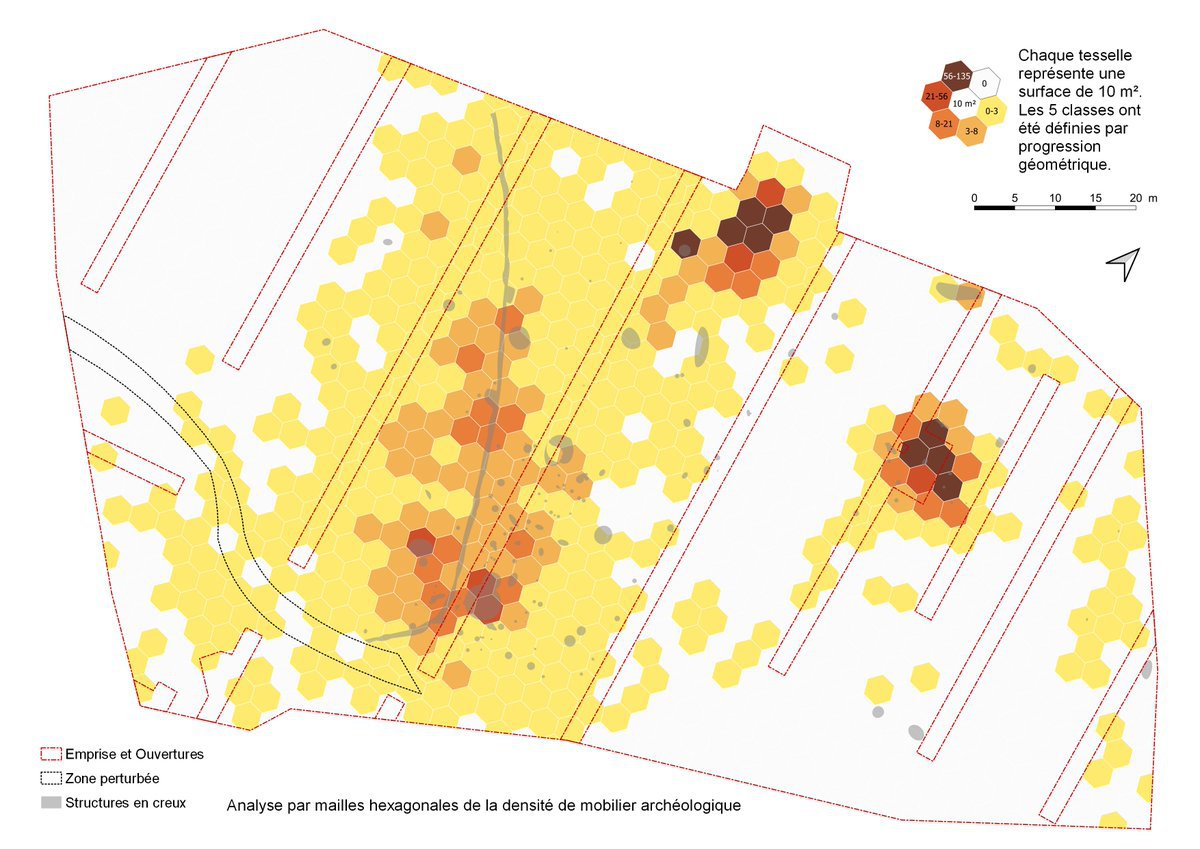 Chaque tesselle
représente une
surface de 10 m².
Les 5 classes ont
été définies par
progression
géométrique.
56-135
0
21-56
10 m²
0-3
8-21
3-8
0 5 10 15 20 m
Emprise et Ouvertures
Zone perturbée
Structures en creux
Analyse par mailles hexagonales de la densité de mobilier archéologique